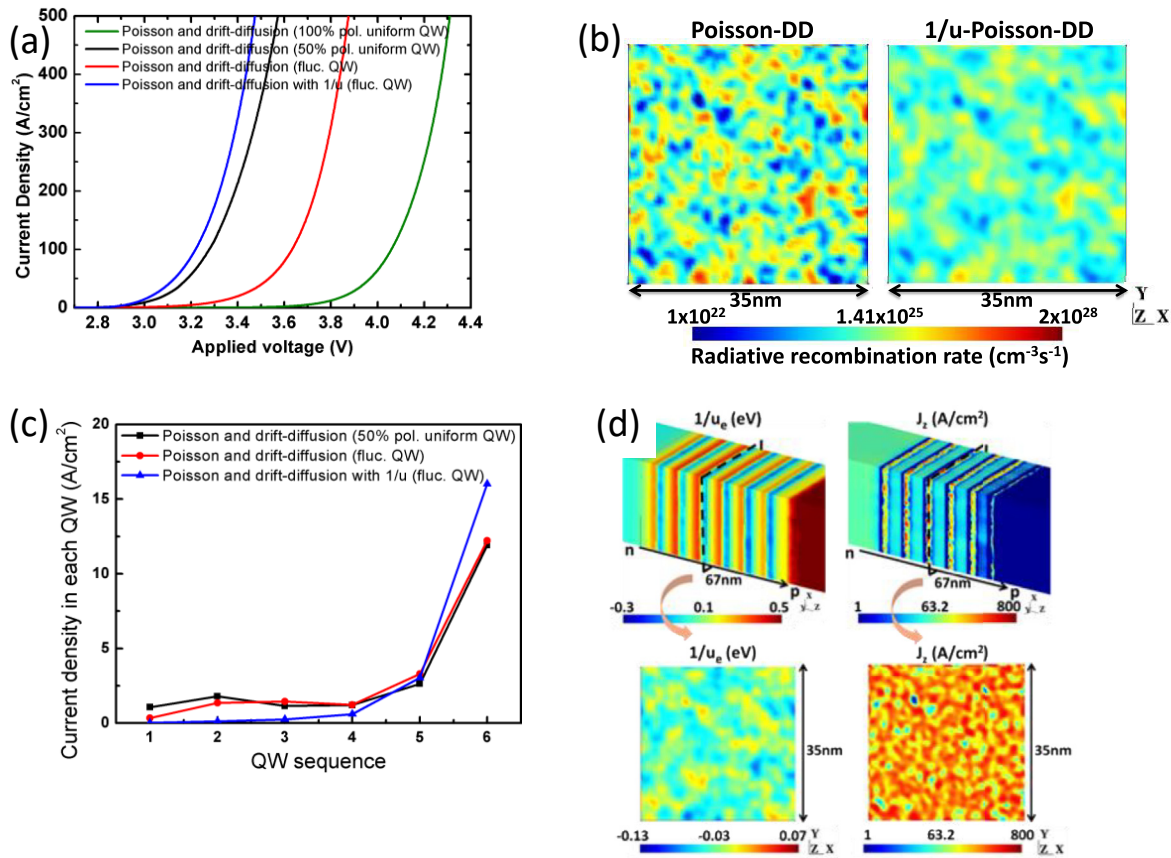 (a)
500
400
300
200
100
0
Current Density (A/cm²)
Poisson and drift-diffusion (100% pol. uniform QW)
Poisson and drift-diffusion (50% pol. uniform QW)
Poisson and drift-diffusion (fluc. QW)
Poisson and drift-diffusion with 1/u (fluc. QW)
2.8 3.0 3.2 3.4 3.6 3.8 4.0 4.2 4.4
Applied voltage (V)
(b)
Poisson-DD 1/u-Poisson-DD
35nm 35nm
Y
Z X
1x10²² 1.41x10²⁵ 2x10²⁸
Radiative recombination rate (cm⁻³s⁻¹)
(c)
20
15
10
5
0
Current density in each QW (A/cm²)
Poisson and drift-diffusion (50% pol. uniform QW)
Poisson and drift-diffusion (fluc. QW)
Poisson and drift-diffusion with 1/u (fluc. QW)
1 2 3 4 5 6
QW sequence
(d)
1/uₑ (eV) J_z (A/cm²)
n 67nm p n 67nm p
x
y z
x
y z
-0.3 0.1 0.5 1 63.2 800
1/uₑ (eV) J_z (A/cm²)
35nm 35nm
-0.13 -0.03 0.07 1 63.2 800
Y
Z X
Y
Z X